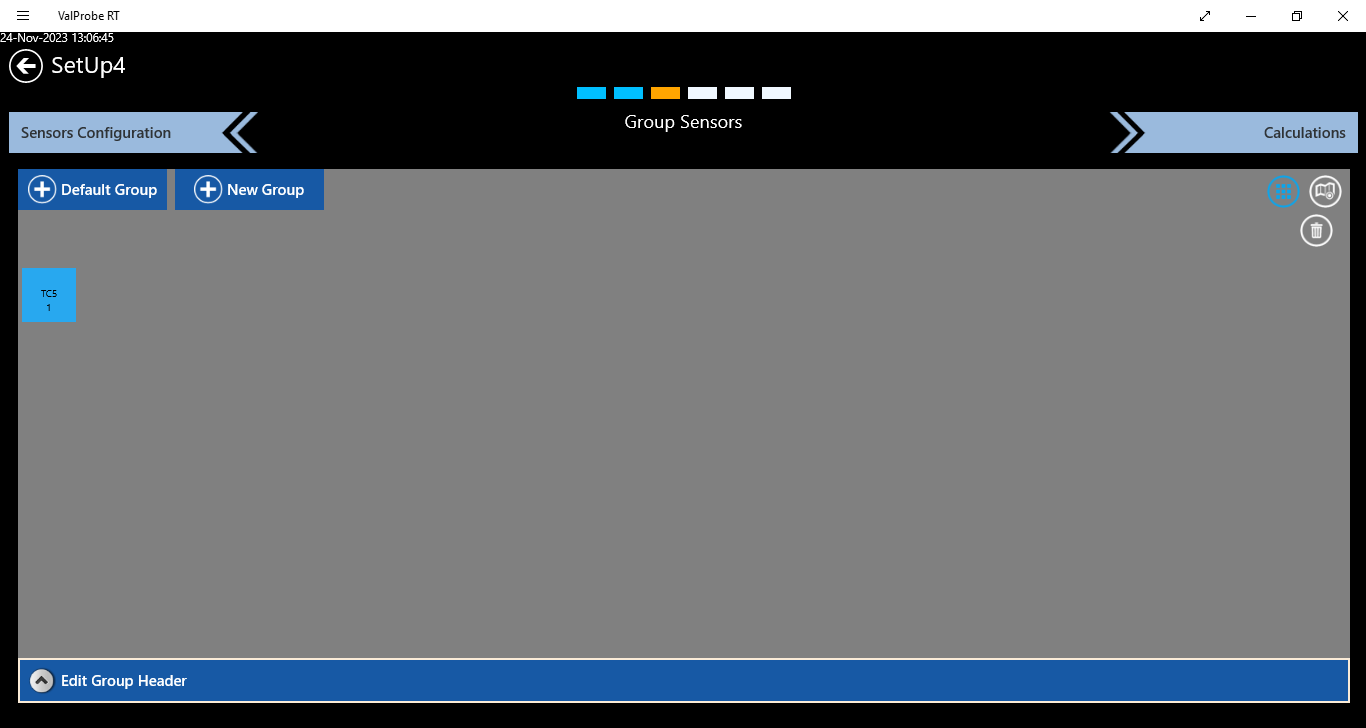 ValProbe RT
24-Nov-2023 13:06:45
SetUp4
Sensors Configuration
Group Sensors
Calculations
Default Group
New Group
TC5
1
Edit Group Header